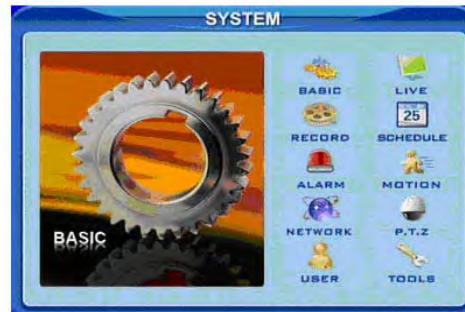 SYSTEM
BASIC LIVE
RECORD 25 SCHEDULE
ALARM MOTION
NETWORK P.T.Z
USER TOOLS
BASIC